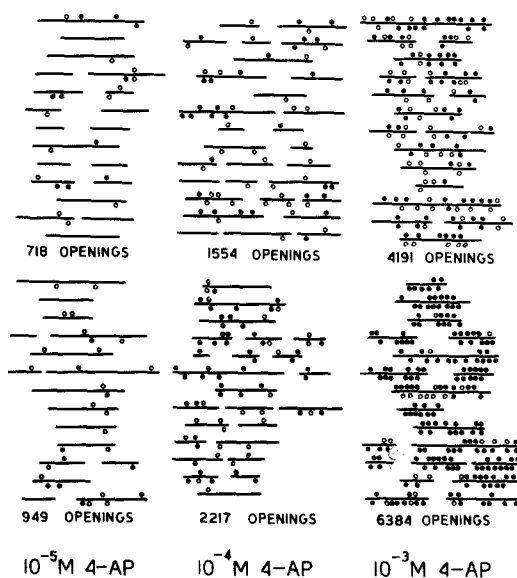 718 OPENINGS
1554 OPENINGS
4191 OPENINGS
949 OPENINGS
2217 OPENINGS
6384 OPENINGS
10⁻⁵M 4-AP
10⁻⁴M 4-AP
10⁻³M 4-AP